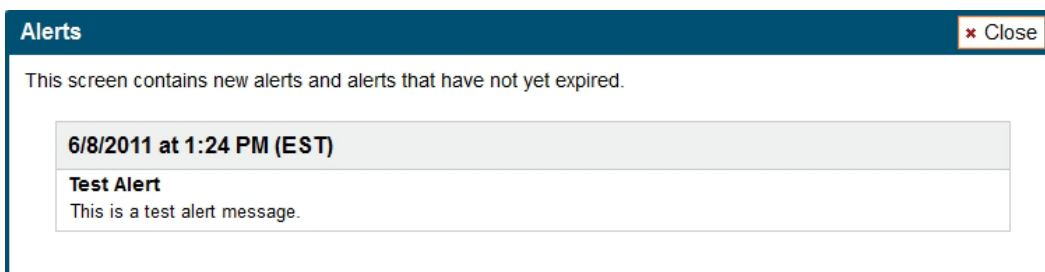 Alerts
Close
This screen contains new alerts and alerts that have not yet expired.
6/8/2011 at 1:24 PM (EST)
Test Alert
This is a test alert message.